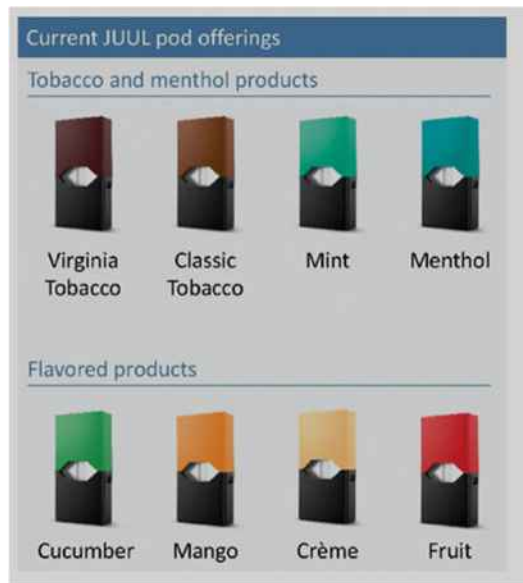 Current JUUL pod offerings
Tobacco and menthol products
Virginia
Tobacco
Classic
Tobacco
Mint
Menthol
Flavored products
Cucumber
Mango
Crème
Fruit